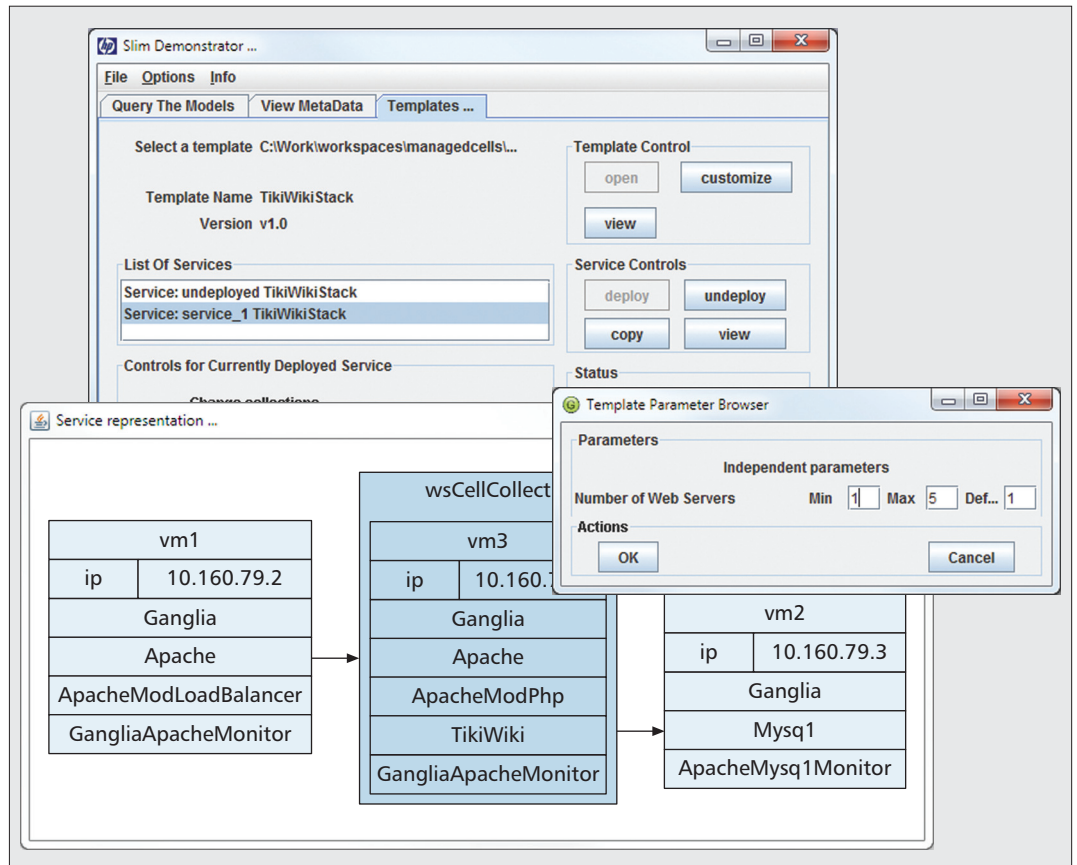 Slim Demonstrator ...
File Options Info
Query The Models View MetaData Templates ...
Select a template C:\Work\workspaces\managedcells\...
Template Name TikiWikiStack
Version v1.0
Template Control
open customize
view
List Of Services
Service: undeployed TikiWikiStack
Service: service_1 TikiWikiStack
Service Controls
deploy undeploy
copy view
Controls for Currently Deployed Service
Change collections
Status
Service representation ...
vm1
ip 10.160.79.2
Ganglia
Apache
ApacheModLoadBalancer
GangliaApacheMonitor
wsCellCollect
vm3
ip 10.160.
Ganglia
Apache
ApacheModPhp
TikiWiki
GangliaApacheMonitor
vm2
ip 10.160.79.3
Ganglia
Mysq1
ApacheMysq1Monitor
Template Parameter Browser
Parameters
Independent parameters
Number of Web Servers Min 1 Max 5 Def... 1
Actions
OK Cancel